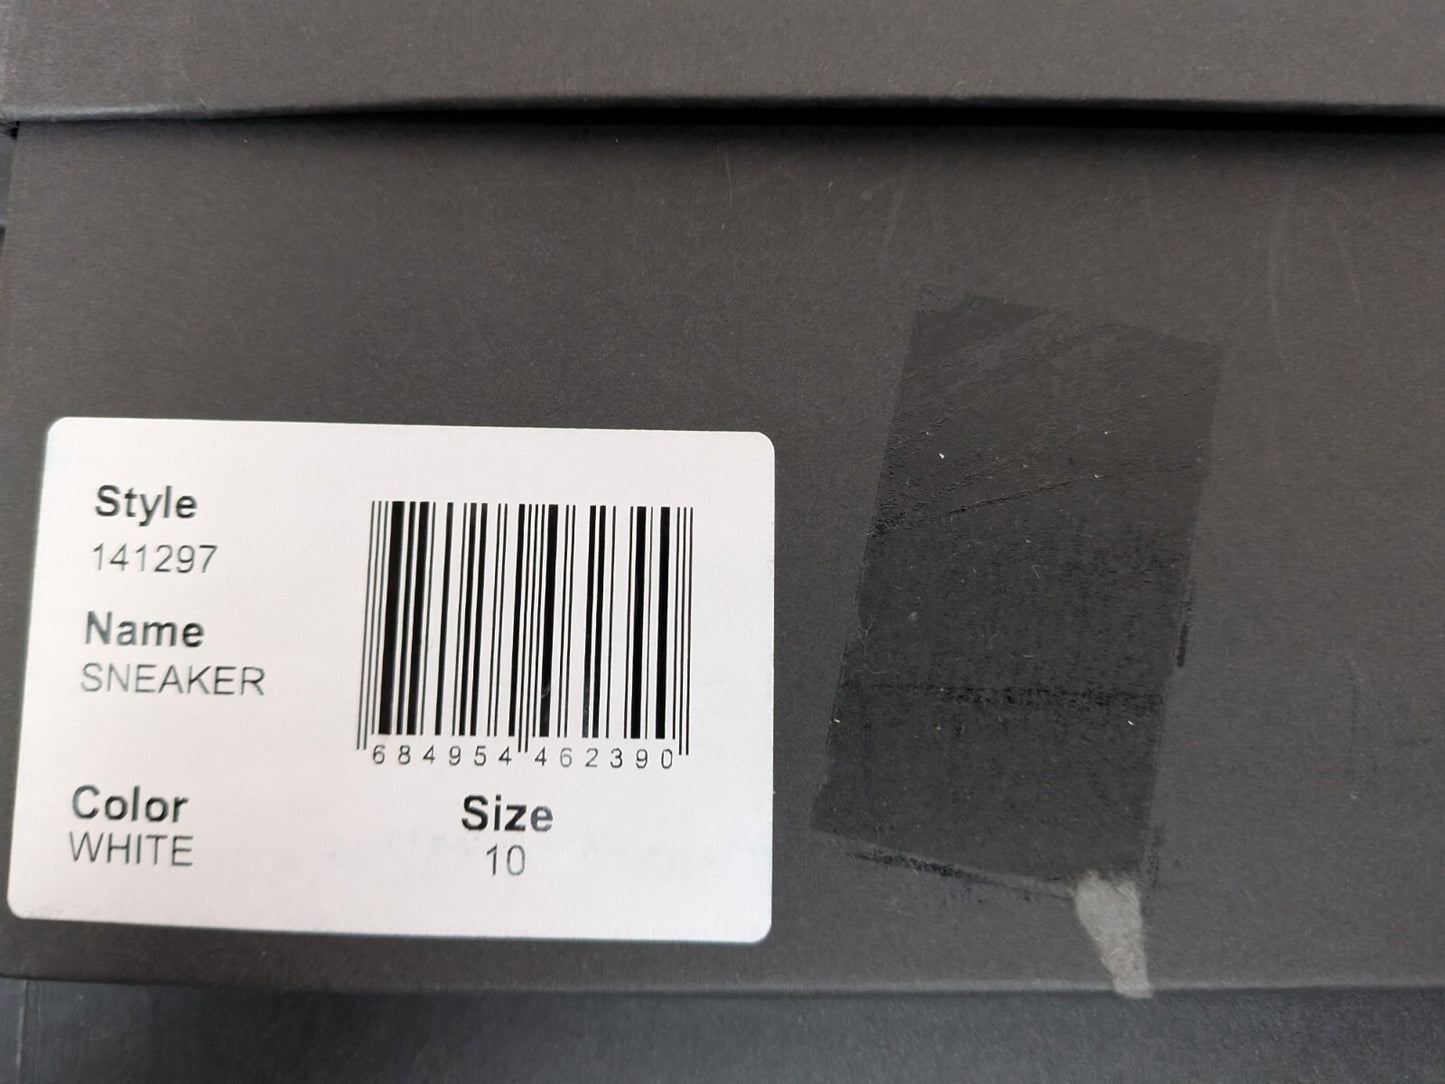 Style
141297
Name
SNEAKER
684954 462390
Color
WHITE
Size
10